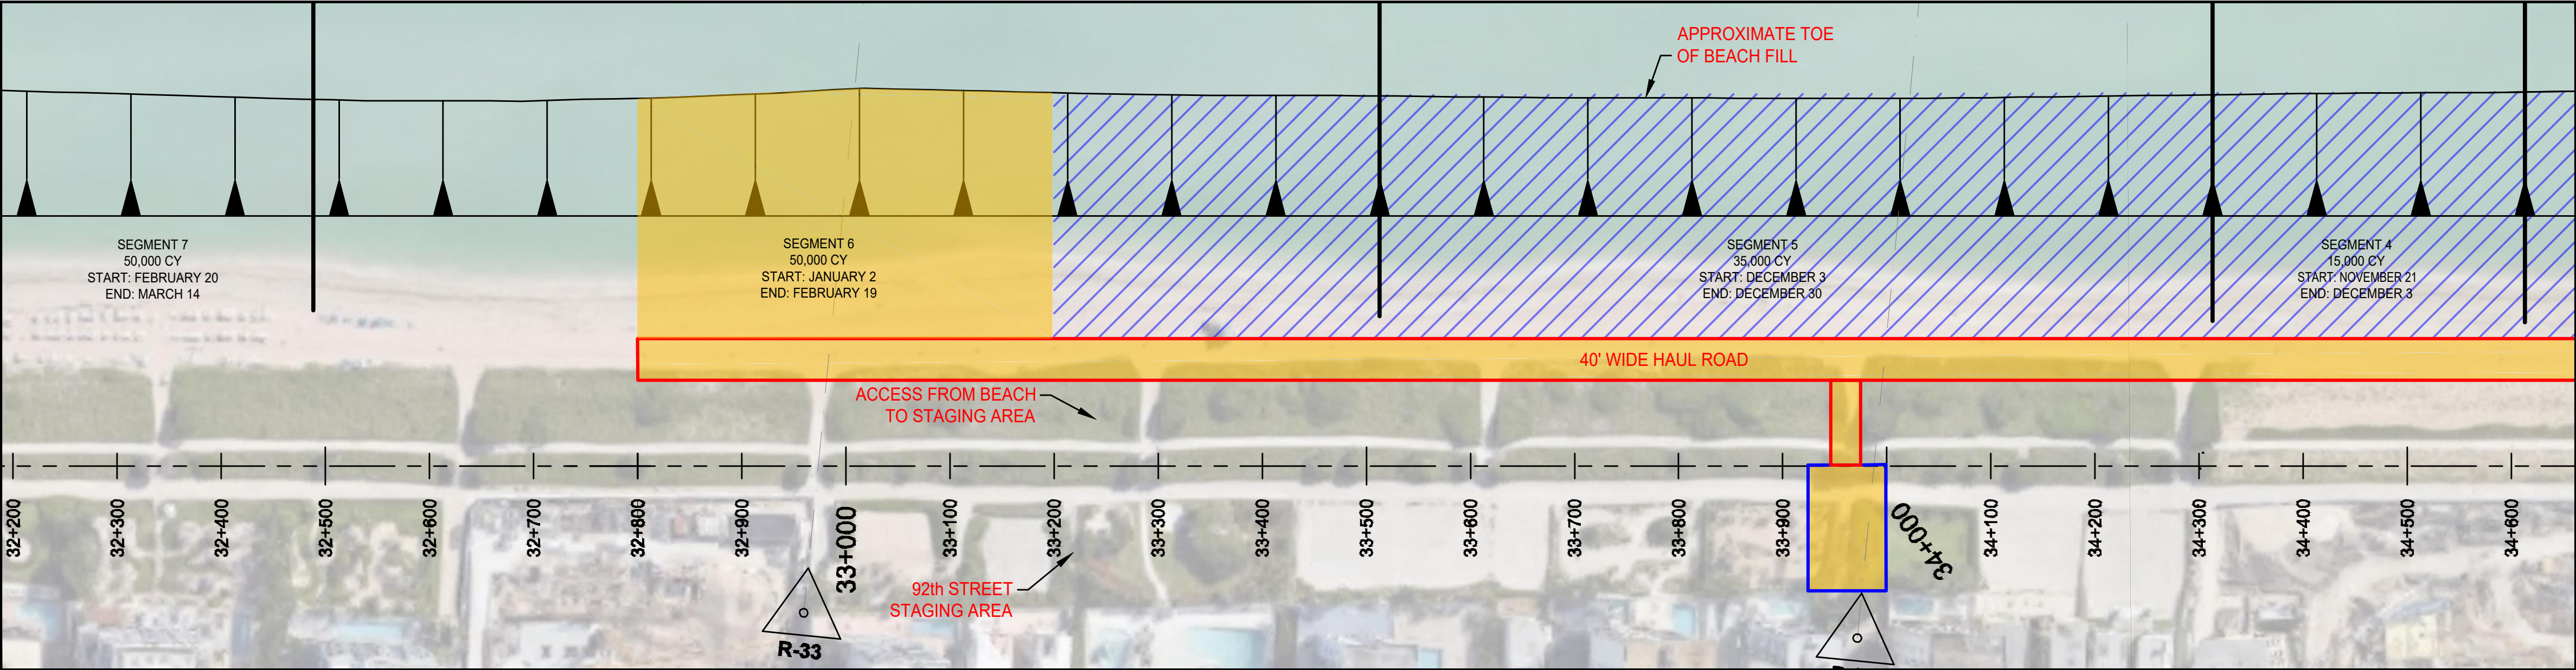 APPROXIMATE TOE
OF BEACH FILL
SEGMENT 7
50,000 CY
START: FEBRUARY 20
END: MARCH 14
SEGMENT 6
50,000 CY
START: JANUARY 2
END: FEBRUARY 19
SEGMENT 5
35,000 CY
START: DECEMBER 3
END: DECEMBER 30
SEGMENT 4
15,000 CY
START: NOVEMBER 21
END: DECEMBER 3
40' WIDE HAUL ROAD
ACCESS FROM BEACH
TO STAGING AREA
32+200
32+300
32+400
32+500
32+600
32+700
32+800
32+900
33+000
33+100
33+200
33+300
33+400
33+500
33+600
33+700
33+800
33+900
34+000
34+100
34+200
34+300
34+400
34+500
34+600
92th STREET
STAGING AREA
R-33